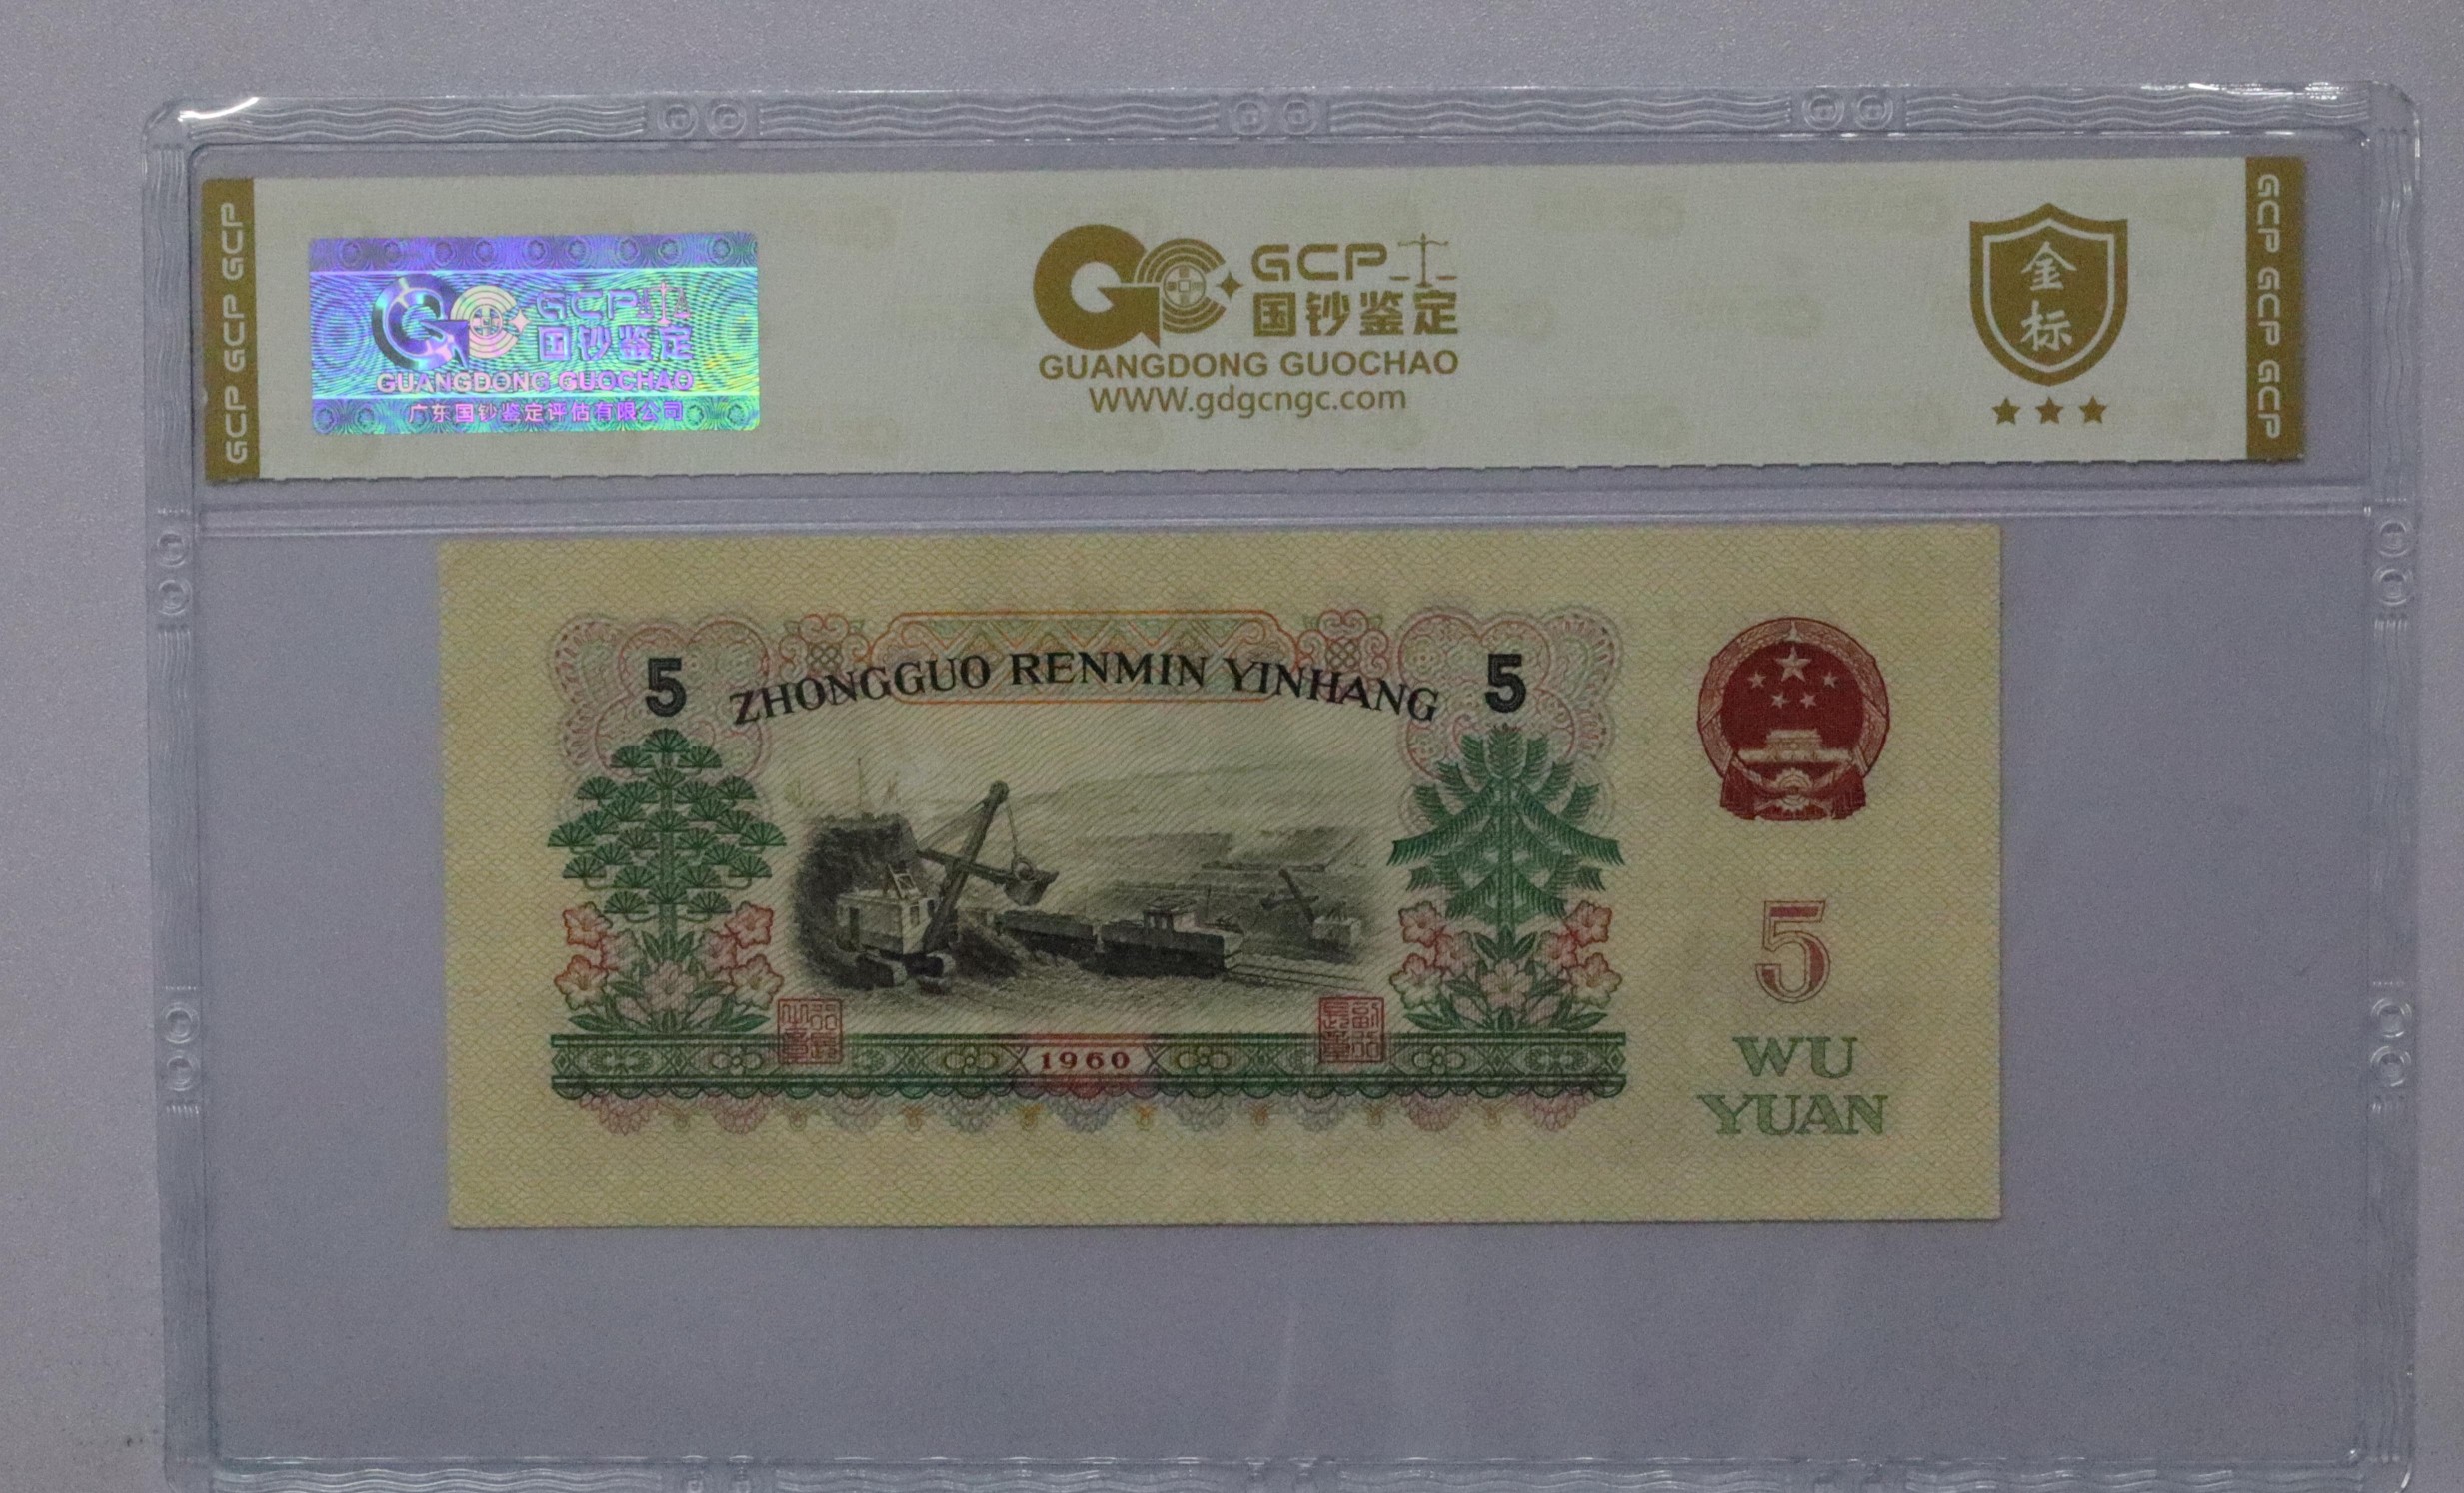 GCP GCP GCP
GCP
国钞鉴定
GUANGDONG GUOCHAO
广东国钞鉴定评估有限公司
GCP
国钞鉴定
GUANGDONG GUOCHAO
WWW.gdgcngc.com
金
标
GCP GCP GCP
5 ZHONGGUO RENMIN YINHANG 5
5
1960
WU
YUAN